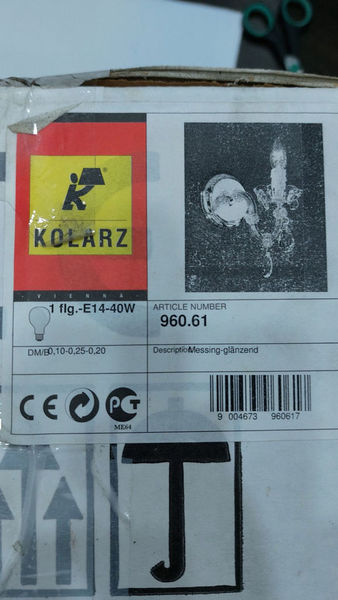 KOLARZ
VIENNA
1 flg.-E14-40W
ARTICLE NUMBER
960.61
DM/B0,10-0,25-0,20
DescriptionMessing-glänzend
CE
PCT
ME64
9 004673 960617